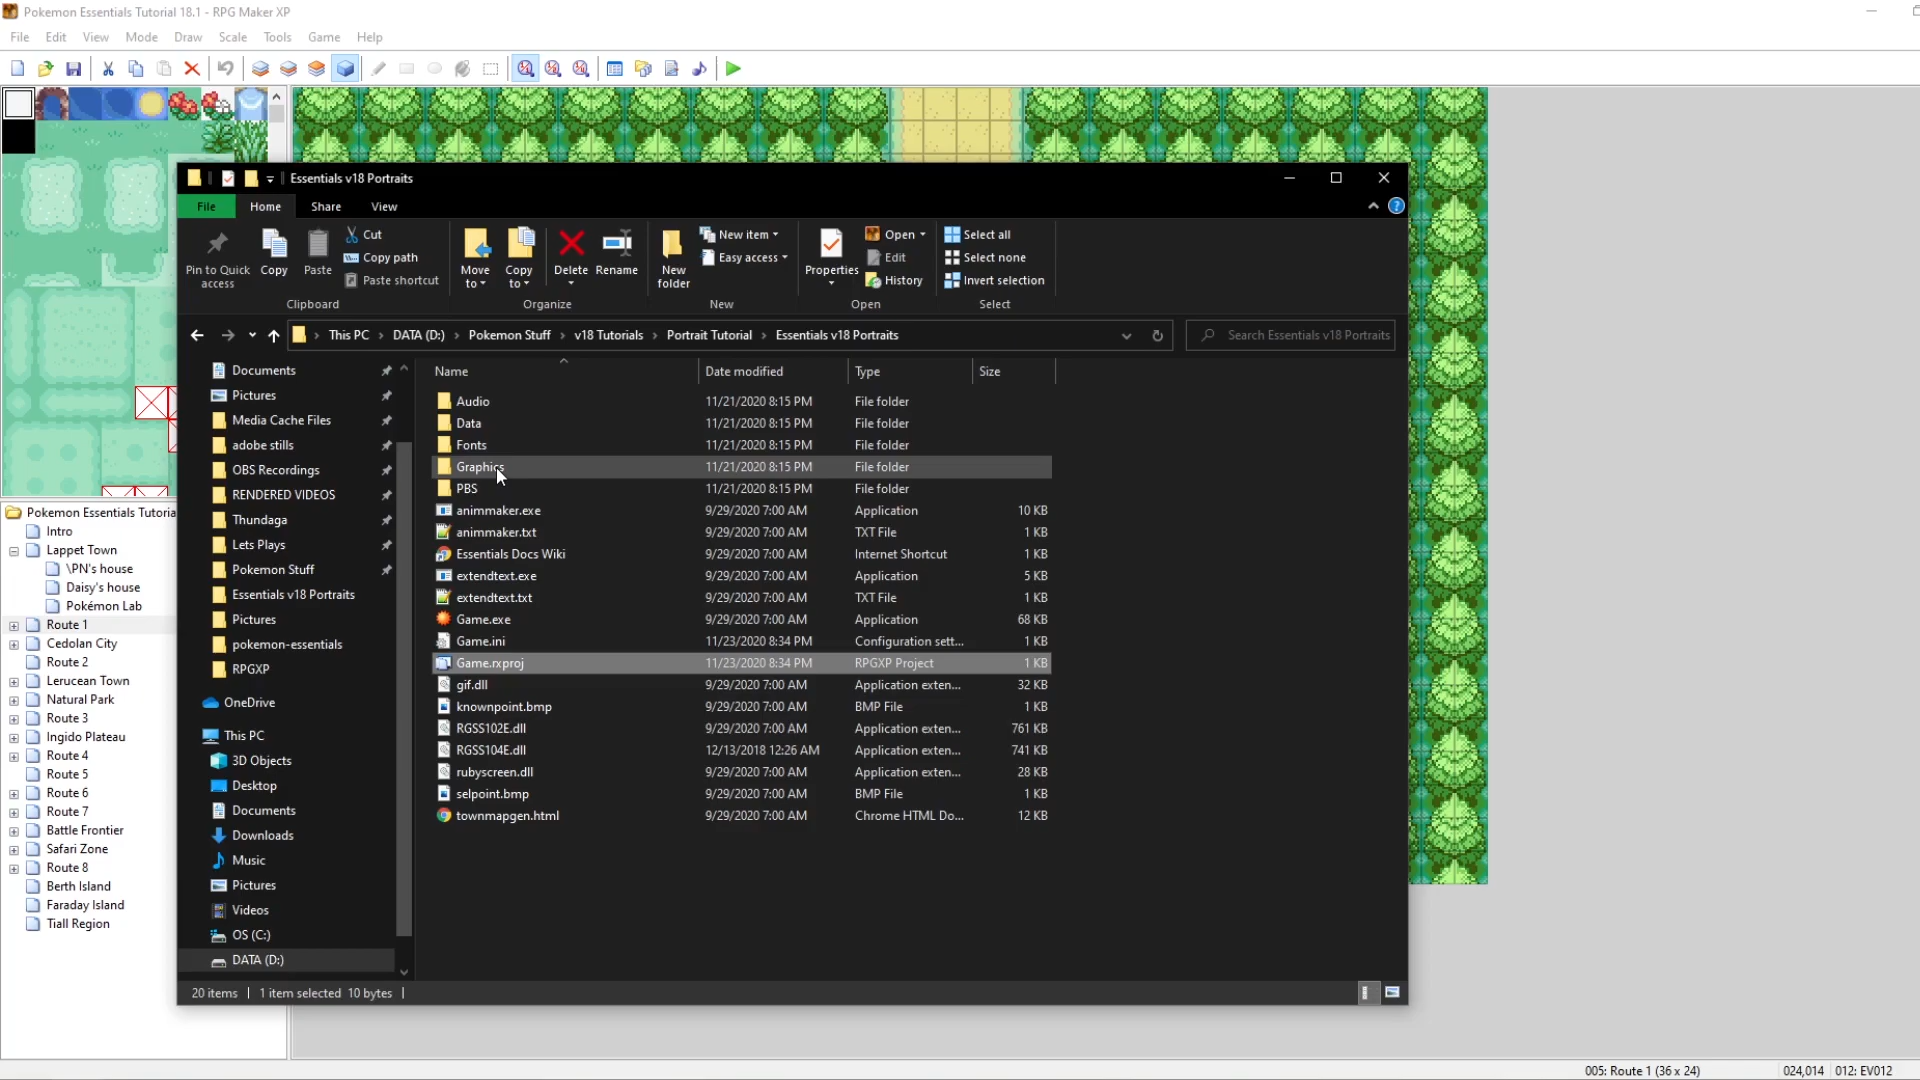 Pokemon Essentials Tutorial 18.1 - RPG Maker XP
File Edit View Mode Draw Scale Tools Game Help
Essentials v18 Portraits
File Home Share View
Pin to Quick access
Copy
Paste
Cut
Copy path
Paste shortcut
Clipboard
Move to
Copy to
Delete
Rename
Organize
New folder
New item
Easy access
New
Properties
Open
Edit
History
Open
Select all
Select none
Invert selection
Select
This PC > DATA (D:) > Pokemon Stuff > v18 Tutorials > Portrait Tutorial > Essentials v18 Portraits
Search Essentials v18 Portraits
Documents
Pictures
Media Cache Files
adobe stills
OBS Recordings
RENDERED VIDEOS
Thundaga
Lets Plays
Pokemon Stuff
Essentials v18 Portraits
Pictures
pokemon-essentials
RPGXP
OneDrive
This PC
3D Objects
Desktop
Documents
Downloads
Music
Pictures
Videos
OS (C:)
DATA (D:)
Name Date modified Type Size
Audio 11/21/2020 8:15 PM File folder
Data 11/21/2020 8:15 PM File folder
Fonts 11/21/2020 8:15 PM File folder
Graphics 11/21/2020 8:15 PM File folder
PBS 11/21/2020 8:15 PM File folder
animmaker.exe 9/29/2020 7:00 AM Application 10 KB
animmaker.txt 9/29/2020 7:00 AM TXT File 1 KB
Essentials Docs Wiki 9/29/2020 7:00 AM Internet Shortcut 1 KB
extendtext.exe 9/29/2020 7:00 AM Application 5 KB
extendtext.txt 9/29/2020 7:00 AM TXT File 1 KB
Game.exe 9/29/2020 7:00 AM Application 68 KB
Game.ini 11/23/2020 8:34 PM Configuration sett... 1 KB
Game.rxproj 11/23/2020 8:34 PM RPGXP Project 1 KB
gif.dll 9/29/2020 7:00 AM Application exten... 32 KB
knownpoint.bmp 9/29/2020 7:00 AM BMP File 1 KB
RGSS102E.dll 9/29/2020 7:00 AM Application exten... 761 KB
RGSS104E.dll 12/13/2018 12:26 AM Application exten... 741 KB
rubyscreen.dll 9/29/2020 7:00 AM Application exten... 28 KB
selpoint.bmp 9/29/2020 7:00 AM BMP File 1 KB
townmapgen.html 9/29/2020 7:00 AM Chrome HTML Do... 12 KB
20 items 1 item selected 10 bytes
Pokemon Essentials Tutoria
Intro
Lappet Town
\PN's house
Daisy's house
Pokémon Lab
Route 1
Cedolan City
Route 2
Lerucean Town
Natural Park
Route 3
Ingido Plateau
Route 4
Route 5
Route 6
Route 7
Battle Frontier
Safari Zone
Route 8
Berth Island
Faraday Island
Tiall Region
005: Route 1 (36 x 24) 024,014 012: EV012